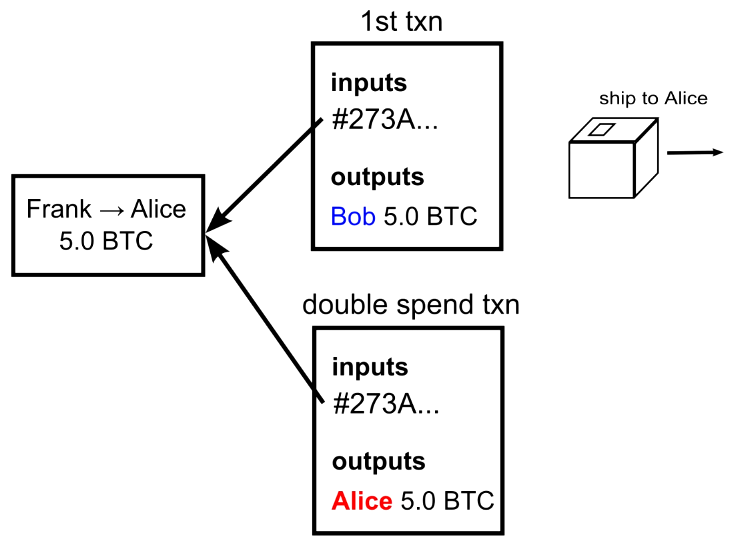 1st txn
inputs
#273A...
outputs
Bob 5.0 BTC
ship to Alice
Frank → Alice
5.0 BTC
double spend txn
inputs
#273A...
outputs
Alice 5.0 BTC